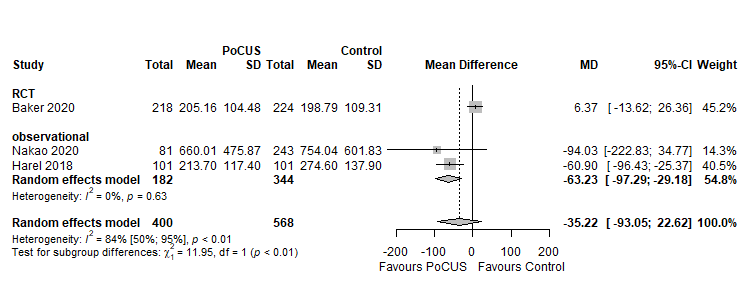 PoCUS Control
Study Total Mean SD Total Mean SD Mean Difference MD 95%-CI Weight
RCT
Baker 2020 218 205.16 104.48 224 198.79 109.31 6.37 [ -13.62; 26.36] 45.2%
observational
Nakao 2020 81 660.01 475.87 243 754.04 601.83 -94.03 [-222.83; 34.77] 14.3%
Harel 2018 101 213.70 117.40 101 274.60 137.90 -60.90 [ -96.43; -25.37] 40.5%
Random effects model 182 344 -63.23 [ -97.29; -29.18] 54.8%
Heterogeneity: I² = 0%, p = 0.63
Random effects model 400 568 -35.22 [ -93.05; 22.62] 100.0%
Heterogeneity: I² = 84% [50%; 95%], p < 0.01
Test for subgroup differences: χ²₁ = 11.95, df = 1 (p < 0.01)
-200 -100 0 100 200
Favours PoCUS Favours Control